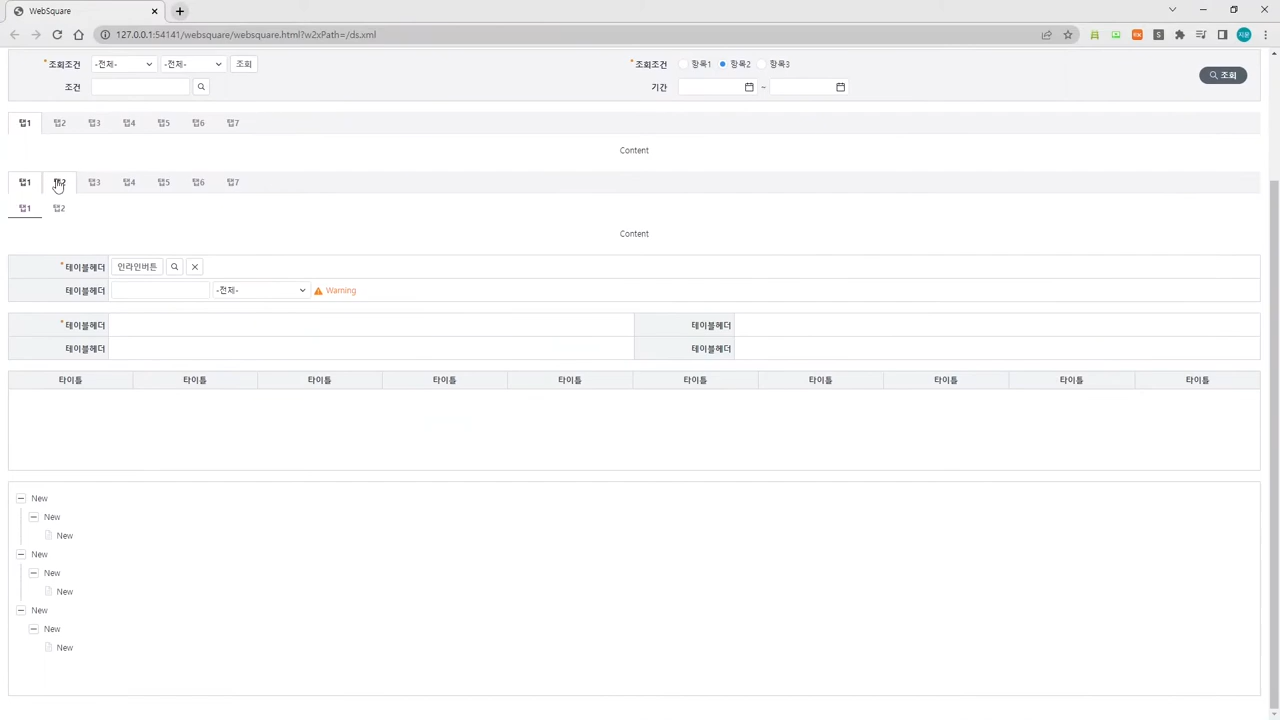 WebSquare
127.0.0.1:54141/websquare/websquare.html?w2xPath=/ds.xml
지윤
* 조회조건 -전체- -전체- 조회 * 조회조건 항목1 항목2 항목3
조회
조건 기간 ~
탭1 탭2 탭3 탭4 탭5 탭6 탭7
Content
탭1 탭2 탭3 탭4 탭5 탭6 탭7
탭1 탭2
Content
* 테이블헤더 인라인버튼
테이블헤더 -전체- Warning
* 테이블헤더 테이블헤더
테이블헤더 테이블헤더
타이틀 타이틀 타이틀 타이틀 타이틀 타이틀 타이틀 타이틀 타이틀 타이틀
New
New
New
New
New
New
New
New
New